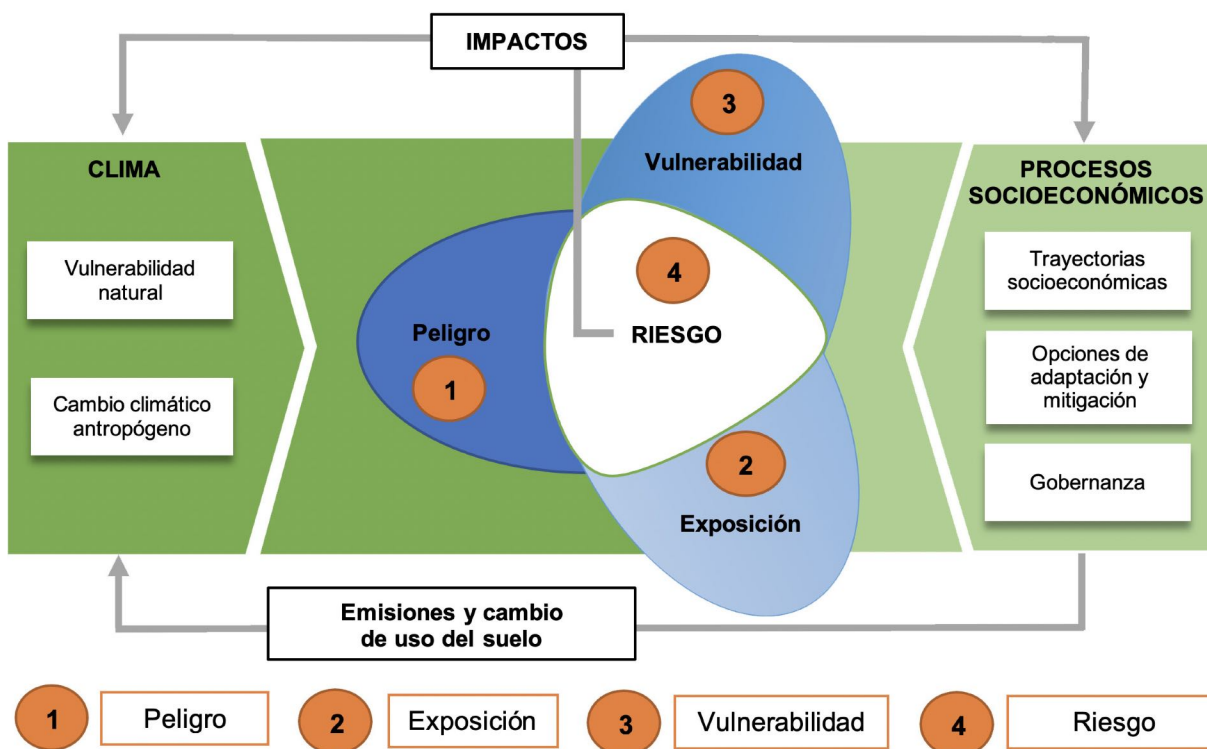 IMPACTOS
3
Vulnerabilidad
CLIMA
Vulnerabilidad
natural
Cambio climático
antropógeno
Peligro
1
4
RIESGO
2
Exposición
PROCESOS
SOCIOECONÓMICOS
Trayectorias
socioeconómicas
Opciones de
adaptación y
mitigación
Gobernanza
Emisiones y cambio
de uso del suelo
1 Peligro 2 Exposición 3 Vulnerabilidad 4 Riesgo